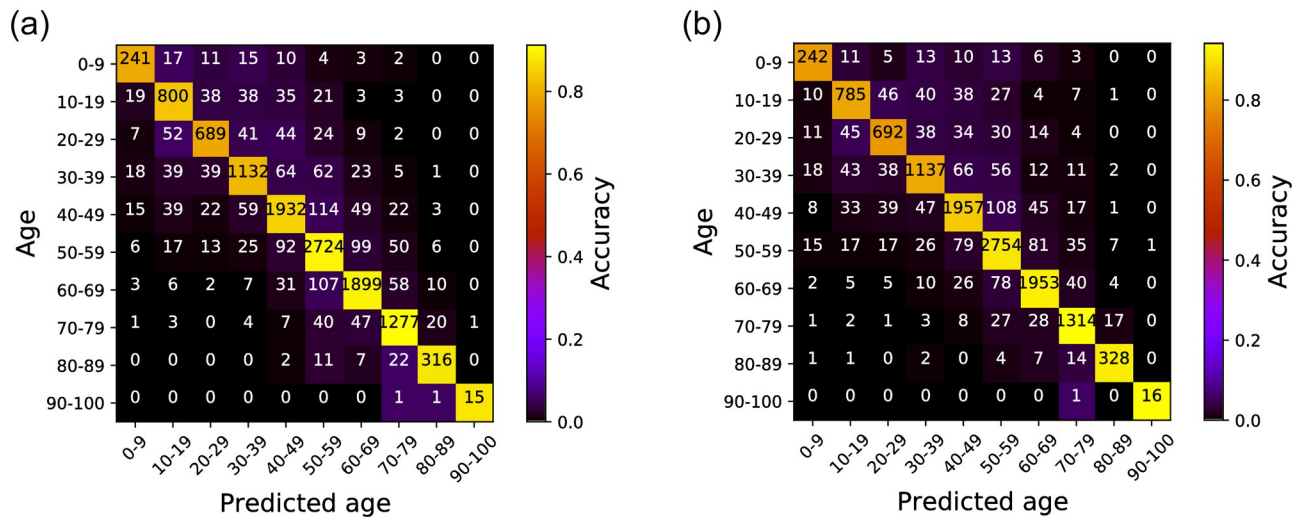 (a)
0-9 241 17 11 15 10 4 3 2 0 0
10-19 19 800 38 38 35 21 3 3 0 0
20-29 7 52 689 41 44 24 9 2 0 0
30-39 18 39 39 1132 64 62 23 5 1 0
40-49 15 39 22 59 1932 114 49 22 3 0
50-59 6 17 13 25 92 2724 99 50 6 0
60-69 3 6 2 7 31 107 1899 58 10 0
70-79 1 3 0 4 7 40 47 1277 20 1
80-89 0 0 0 0 2 11 7 22 316 0
90-100 0 0 0 0 0 0 0 1 1 15
0-9 10-19 20-29 30-39 40-49 50-59 60-69 70-79 80-89 90-100
Age
Predicted age
0.8
0.6
0.4
0.2
0.0
Accuracy
(b)
0-9 242 11 5 13 10 13 6 3 0 0
10-19 10 785 46 40 38 27 4 7 1 0
20-29 11 45 692 38 34 30 14 4 0 0
30-39 18 43 38 1137 66 56 12 11 2 0
40-49 8 33 39 47 1957 108 45 17 1 0
50-59 15 17 17 26 79 2754 81 35 7 1
60-69 2 5 5 10 26 78 1953 40 4 0
70-79 1 2 1 3 8 27 28 1314 17 0
80-89 1 1 0 2 0 4 7 14 328 0
90-100 0 0 0 0 0 0 0 1 0 16
0-9 10-19 20-29 30-39 40-49 50-59 60-69 70-79 80-89 90-100
Age
Predicted age
0.8
0.6
0.4
0.2
0.0
Accuracy